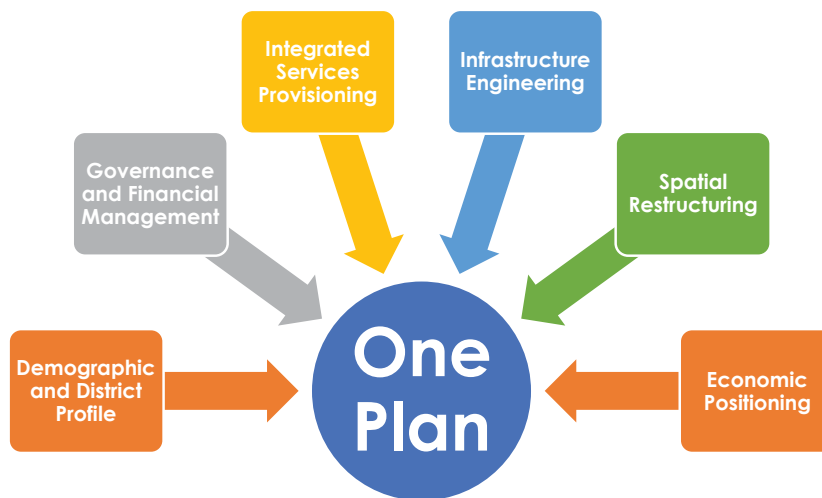 Integrated
Services
Provisioning
Infrastructure
Engineering
Governance
and Financial
Management
Spatial
Restructuring
Demographic
and District
Profile
One
Plan
Economic
Positioning